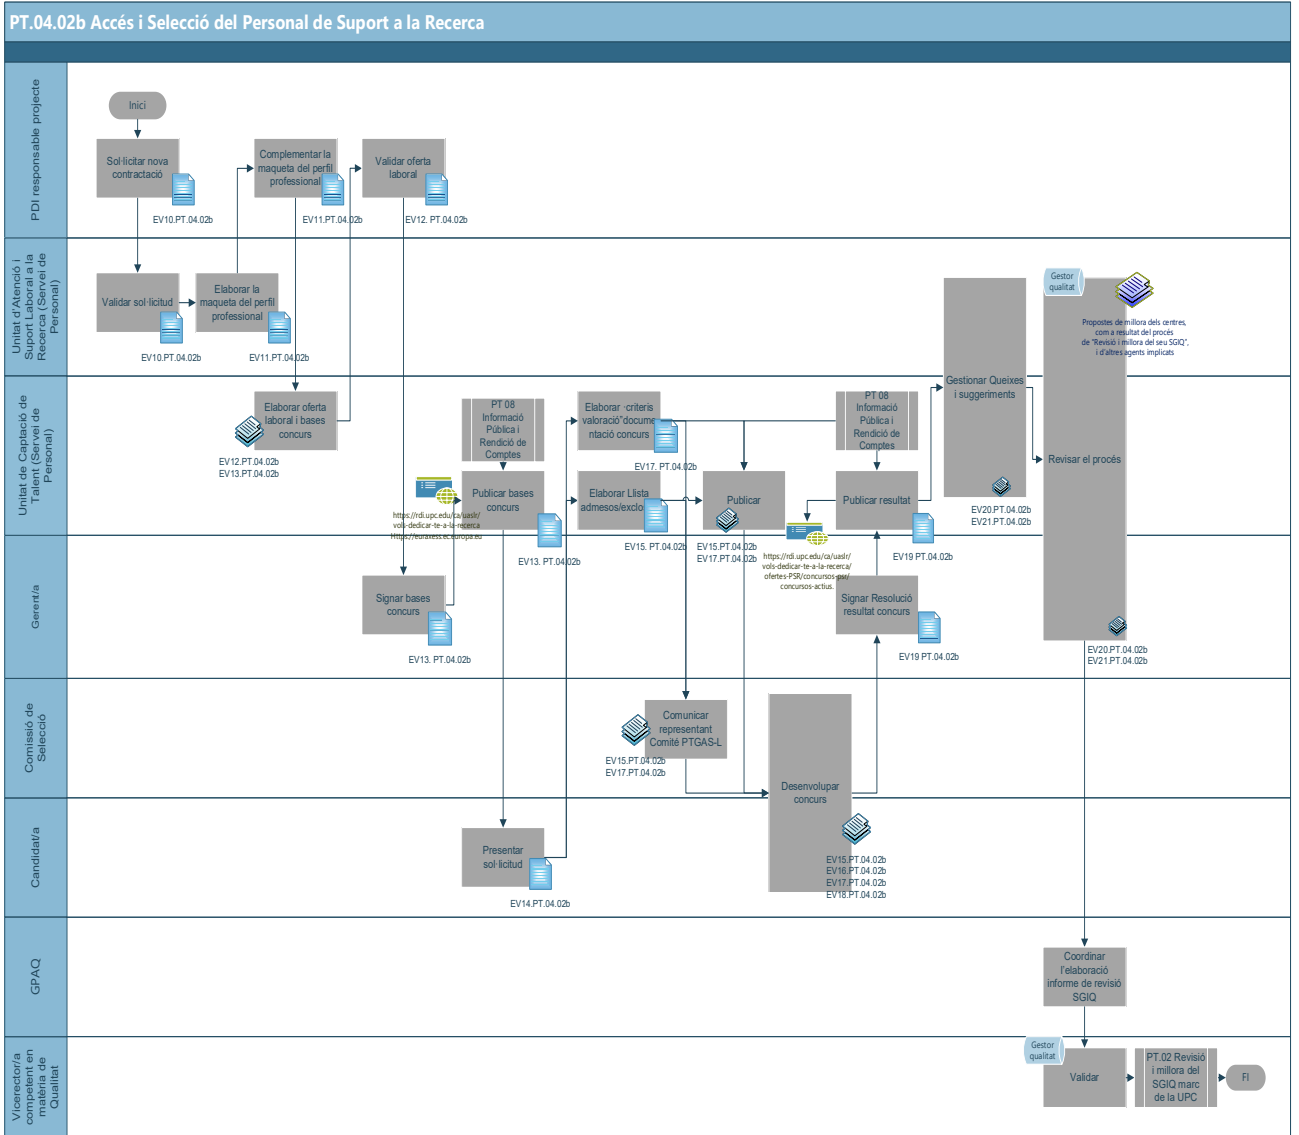 PT.04.02b Accés i Selecció del Personal de Suport a la Recerca
PDI responsable projecte
Inici
Sol·licitar nova
contractació
EV10.PT.04.02b
Complementar la
maqueta del perfil
professional
EV11.PT.04.02b
Validar oferta
laboral
EV12. PT.04.02b
Unitat d'Atenció i
Suport Laboral a la
Recerca (Servei de
Personal)
Validar sol·licitud
EV10.PT.04.02b
Elaborar la
maqueta del perfil
professional
EV11.PT.04.02b
Gestor
qualitat
Propostes de millora dels centres,
com a resultat del procés
de "Revisió i millora del seu SGIQ",
i d'altres agents implicats
Unitat de Captació de
Talent (Servei de
Personal)
Elaborar oferta
laboral i bases
concurs
EV12.PT.04.02b
EV13.PT.04.02b
PT 08
Informació
Pública i
Rendició de
Comptes
Publicar bases
concurs
https://rdi.upc.edu/ca/uaslr/
vols-dedicar-te-a-la-recerca
Https://euraxess.ec.europa.eu
EV13. PT.04.02b
Elaborar ·criteris
valoració"docume
ntació concurs
EV17. PT.04.02b
Elaborar Llista
admesos/exclo
EV15. PT.04.02b
Publicar
EV15.PT.04.02b
EV17.PT.04.02b
PT 08
Informació
Pública i
Rendició de
Comptes
Publicar resultat
EV19 PT.04.02b
https://rdi.upc.edu/ca/uaslr/
vols-dedicar-te-a-la-recerca/
ofertes-PSR/concursos-psr/
concursos-actius.
Gestionar Queixes
i suggeriments
EV20.PT.04.02b
EV21.PT.04.02b
Revisar el procés
EV20.PT.04.02b
EV21.PT.04.02b
Gerent/a
Signar bases
concurs
EV13. PT.04.02b
Signar Resolució
resultat concurs
EV19 PT.04.02b
Comissió de
Selecció
Comunicar
representant
Comité PTGAS-L
EV15.PT.04.02b
EV17.PT.04.02b
Desenvolupar
concurs
EV15.PT.04.02b
EV16.PT.04.02b
EV17.PT.04.02b
EV18.PT.04.02b
Candidat/a
Presentar
sol·licitud
EV14.PT.04.02b
GPAQ
Coordinar
l'elaboració
informe de revisió
SGIQ
Vicerector/a
competent en
matèria de
Qualitat
Gestor
qualitat
Validar
PT.02 Revisió
i millora del
SGIQ marc
de la UPC
FI